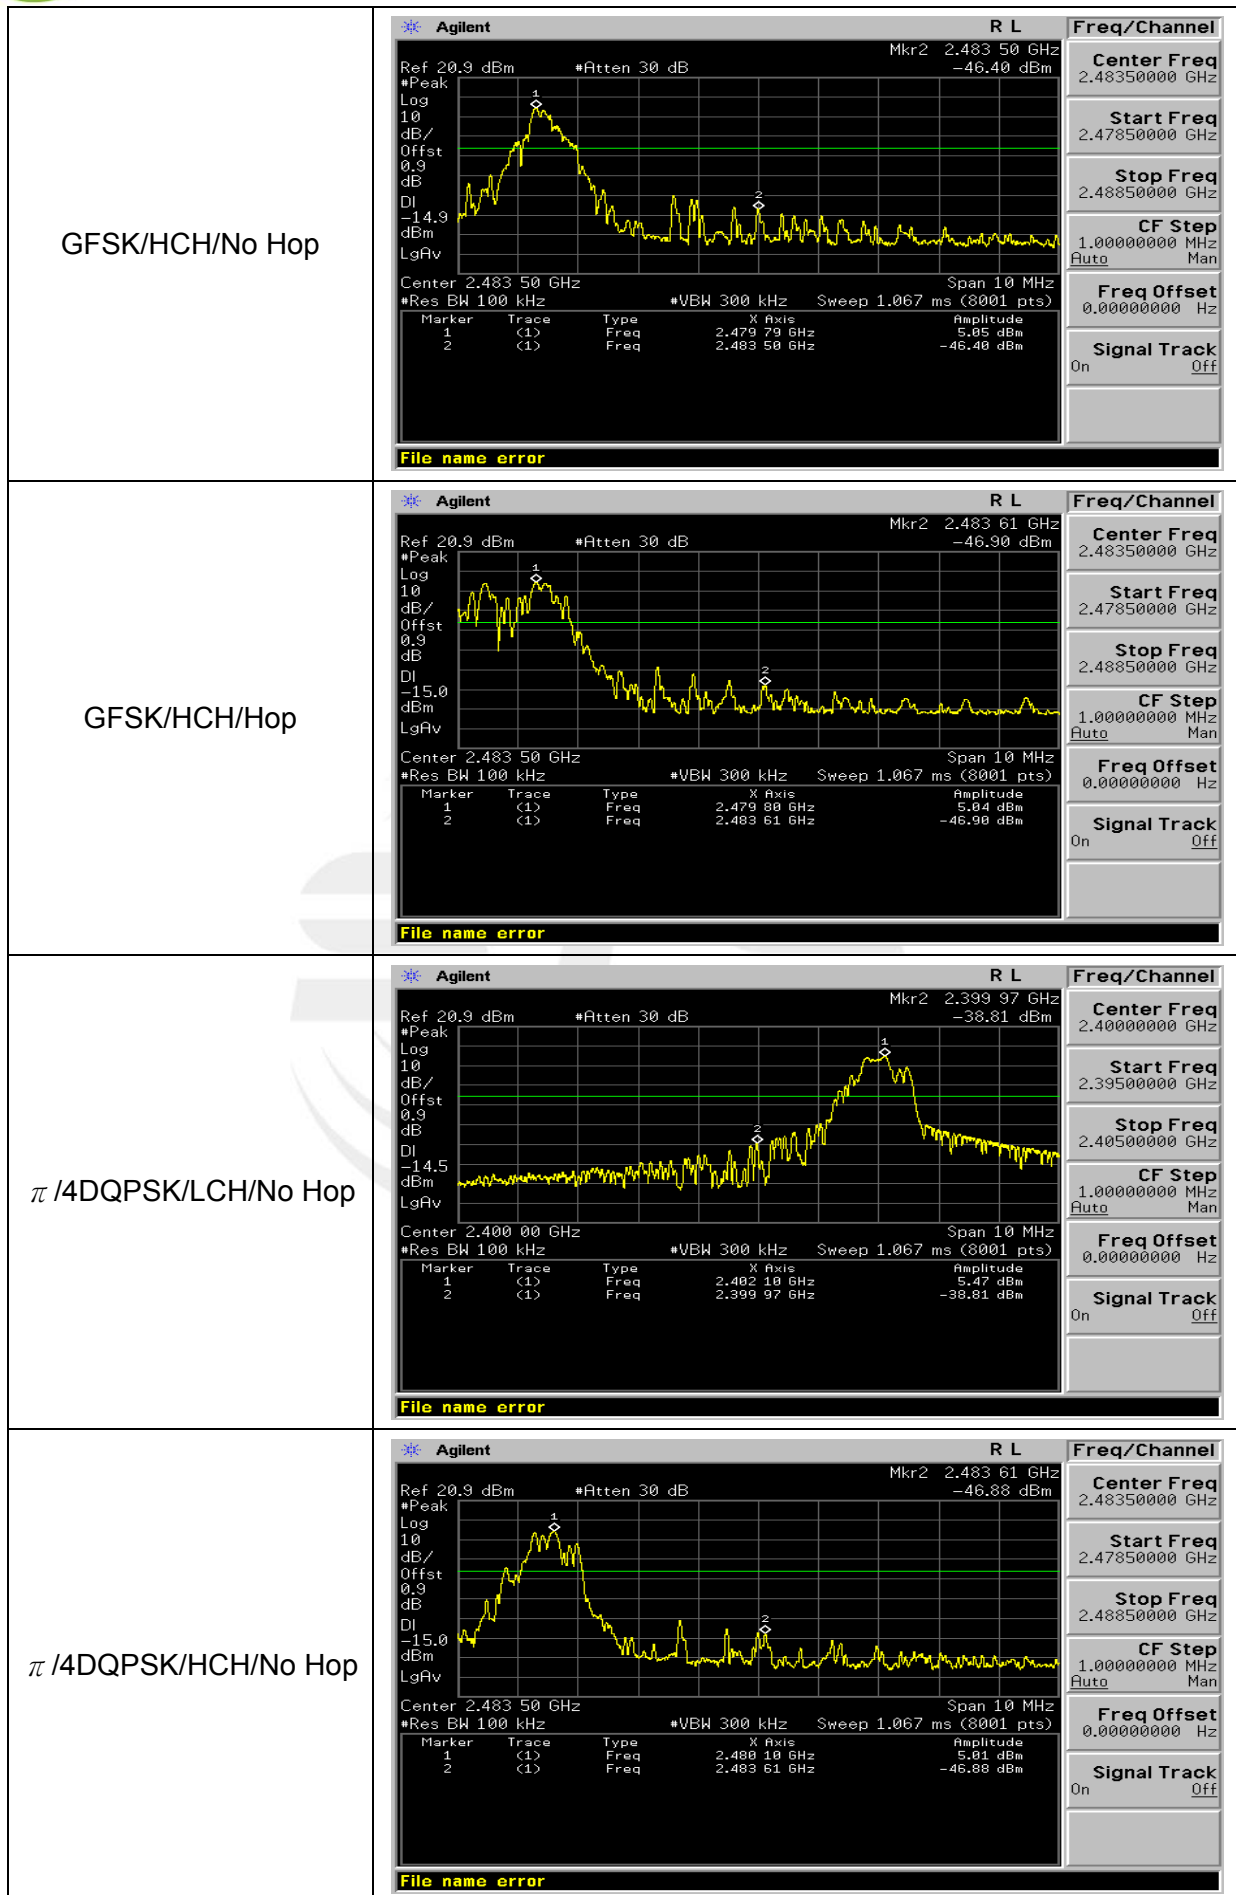 GFSK/HCH/No Hop
Agilent R L Freq/Channel
Mkr2 2.483 50 GHz
Ref 20.9 dBm #Atten 30 dB -46.40 dBm
#Peak
Log
10
dB/
Offst
0.9
dB
DI
-14.9
dBm
LgAv
1
2
Center 2.483 50 GHz Span 10 MHz
#Res BW 100 kHz #VBW 300 kHz Sweep 1.067 ms (8001 pts)
Marker Trace Type X Axis Amplitude
1 (1) Freq 2.479 79 GHz 5.05 dBm
2 (1) Freq 2.483 50 GHz -46.40 dBm
File name error
Center Freq
2.48350000 GHz
Start Freq
2.47850000 GHz
Stop Freq
2.48850000 GHz
CF Step
1.00000000 MHz
Auto Man
Freq Offset
0.00000000 Hz
Signal Track
On Off
GFSK/HCH/Hop
Agilent R L Freq/Channel
Mkr2 2.483 61 GHz
Ref 20.9 dBm #Atten 30 dB -46.90 dBm
#Peak
Log
10
dB/
Offst
0.9
dB
DI
-15.0
dBm
LgAv
1
2
Center 2.483 50 GHz Span 10 MHz
#Res BW 100 kHz #VBW 300 kHz Sweep 1.067 ms (8001 pts)
Marker Trace Type X Axis Amplitude
1 (1) Freq 2.479 80 GHz 5.04 dBm
2 (1) Freq 2.483 61 GHz -46.90 dBm
File name error
Center Freq
2.48350000 GHz
Start Freq
2.47850000 GHz
Stop Freq
2.48850000 GHz
CF Step
1.00000000 MHz
Auto Man
Freq Offset
0.00000000 Hz
Signal Track
On Off
π/4DQPSK/LCH/No Hop
Agilent R L Freq/Channel
Mkr2 2.399 97 GHz
Ref 20.9 dBm #Atten 30 dB -38.81 dBm
#Peak
Log
10
dB/
Offst
0.9
dB
DI
-14.5
dBm
LgAv
1
2
Center 2.400 00 GHz Span 10 MHz
#Res BW 100 kHz #VBW 300 kHz Sweep 1.067 ms (8001 pts)
Marker Trace Type X Axis Amplitude
1 (1) Freq 2.402 10 GHz 5.47 dBm
2 (1) Freq 2.399 97 GHz -38.81 dBm
File name error
Center Freq
2.40000000 GHz
Start Freq
2.39500000 GHz
Stop Freq
2.40500000 GHz
CF Step
1.00000000 MHz
Auto Man
Freq Offset
0.00000000 Hz
Signal Track
On Off
π/4DQPSK/HCH/No Hop
Agilent R L Freq/Channel
Mkr2 2.483 61 GHz
Ref 20.9 dBm #Atten 30 dB -46.88 dBm
#Peak
Log
10
dB/
Offst
0.9
dB
DI
-15.0
dBm
LgAv
1
2
Center 2.483 50 GHz Span 10 MHz
#Res BW 100 kHz #VBW 300 kHz Sweep 1.067 ms (8001 pts)
Marker Trace Type X Axis Amplitude
1 (1) Freq 2.480 10 GHz 5.01 dBm
2 (1) Freq 2.483 61 GHz -46.88 dBm
File name error
Center Freq
2.48350000 GHz
Start Freq
2.47850000 GHz
Stop Freq
2.48850000 GHz
CF Step
1.00000000 MHz
Auto Man
Freq Offset
0.00000000 Hz
Signal Track
On Off